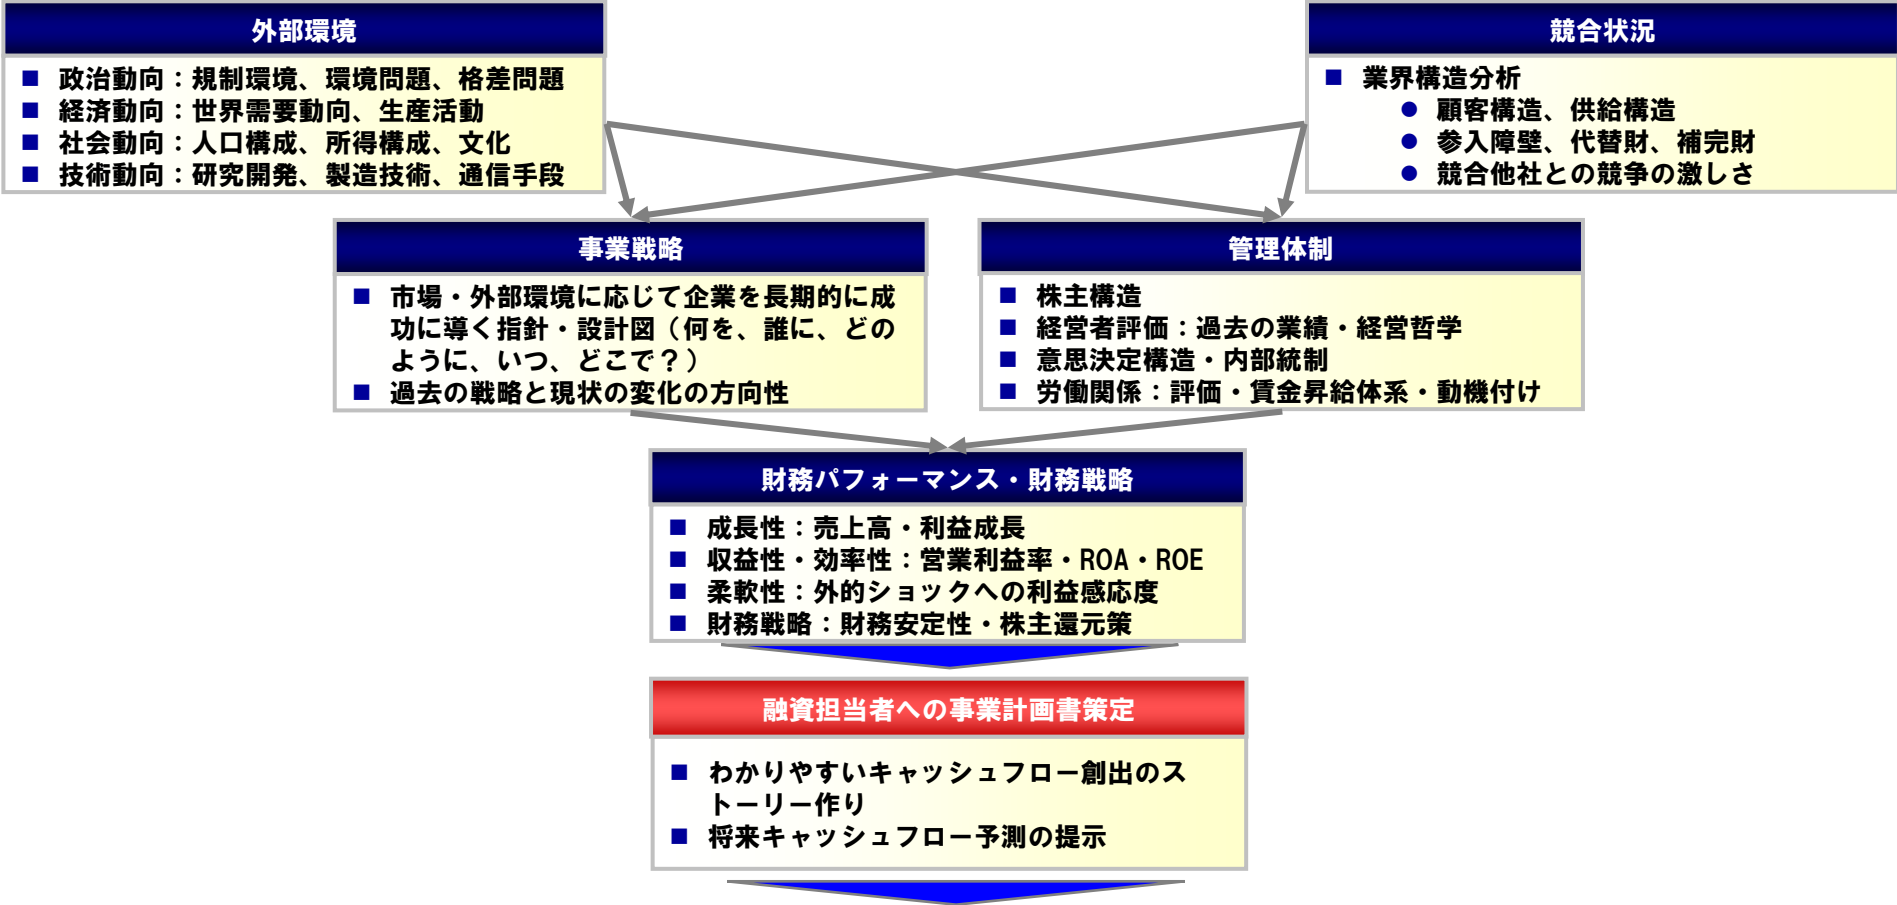 外部環境
■ 政治動向：規制環境、環境問題、格差問題
■ 経済動向：世界需要動向、生産活動
■ 社会動向：人口構成、所得構成、文化
■ 技術動向：研究開発、製造技術、通信手段
競合状況
■ 業界構造分析
● 顧客構造、供給構造
● 参入障壁、代替財、補完財
● 競合他社との競争の激しさ
事業戦略
■ 市場・外部環境に応じて企業を長期的に成
功に導く指針・設計図（何を、誰に、どの
ように、いつ、どこで？）
■ 過去の戦略と現状の変化の方向性
管理体制
■ 株主構造
■ 経営者評価：過去の業績・経営哲学
■ 意思決定構造・内部統制
■ 労働関係：評価・賃金昇給体系・動機付け
財務パフォーマンス・財務戦略
■ 成長性：売上高・利益成長
■ 収益性・効率性：営業利益率・ROA・ROE
■ 柔軟性：外的ショックへの利益感応度
■ 財務戦略：財務安定性・株主還元策
融資担当者への事業計画書策定
■ わかりやすいキャッシュフロー創出のス
トーリー作り
■ 将来キャッシュフロー予測の提示